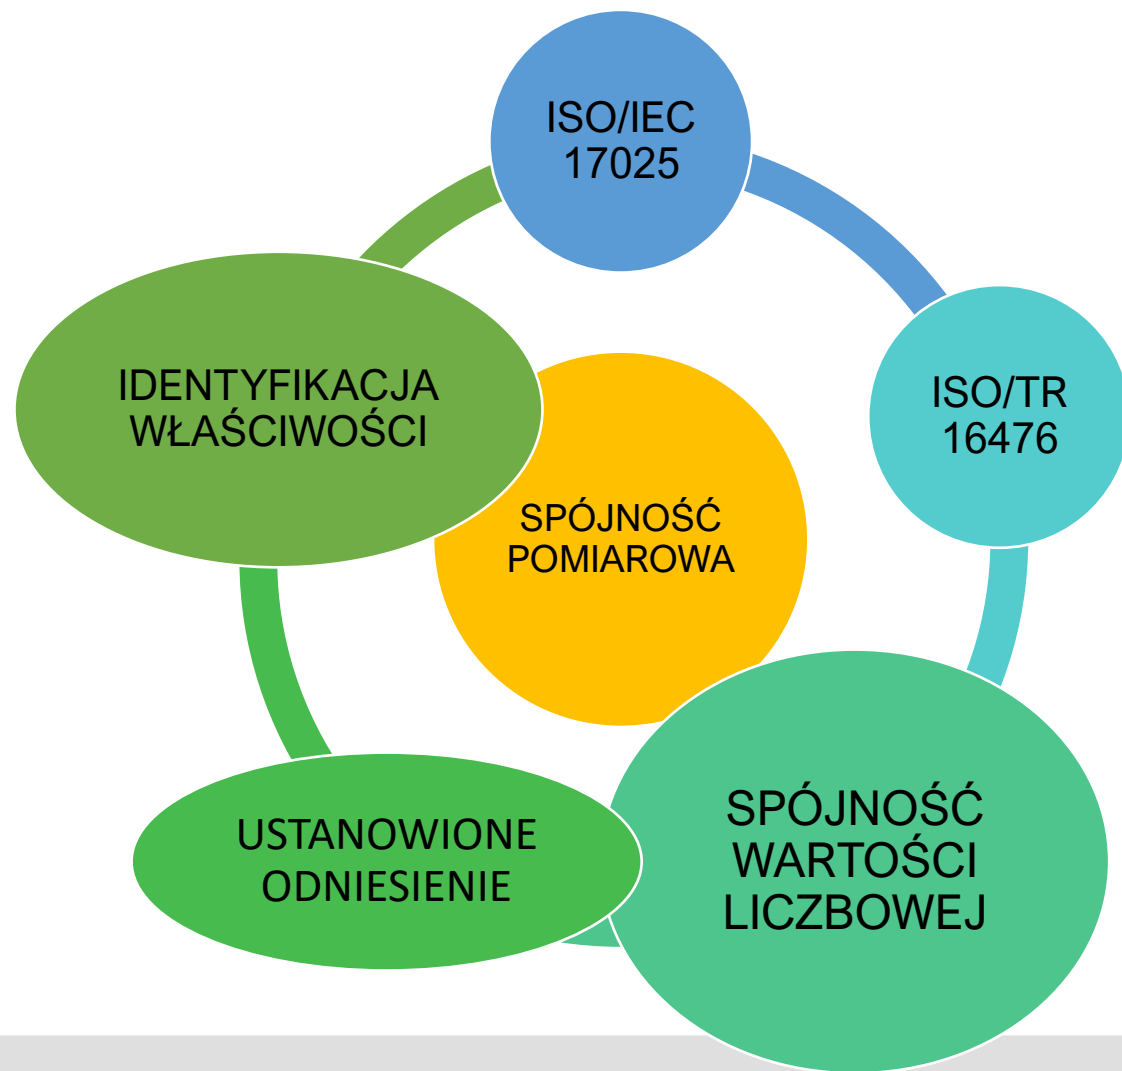 ISO/IEC
17025
ISO/TR
16476
IDENTYFIKACJA
WŁAŚCIWOŚCI
SPÓJNOŚĆ
POMIAROWA
SPÓJNOŚĆ
WARTOŚCI
LICZBOWEJ
USTANOWIONE
ODNIESIENIE